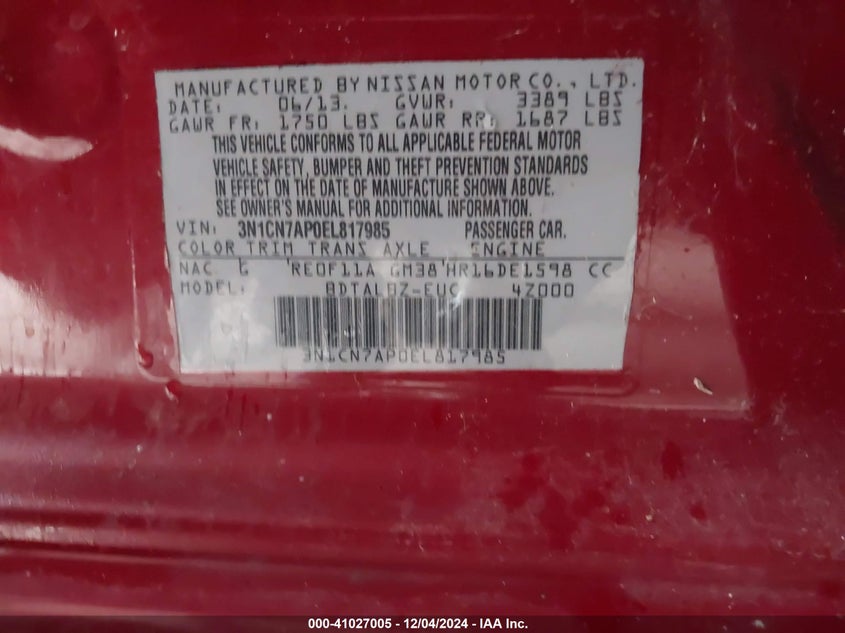 MANUFACTURED BY NISSAN MOTOR CO., LTD.
DATE: 06/13. GVWR: 3389 LBS
GAWR FR: 1750 LBS GAWR RR: 1687 LBS
THIS VEHICLE CONFORMS TO ALL APPLICABLE FEDERAL MOTOR
VEHICLE SAFETY, BUMPER AND THEFT PREVENTION STANDARDS
IN EFFECT ON THE DATE OF MANUFACTURE SHOWN ABOVE.
SEE OWNER'S MANUAL FOR ADDITIONAL INFORMATION.
VIN: 3N1CN7AP0EL817985 PASSENGER CAR.
COLOR TRIM TRANS AXLE ENGINE
NAC G RE0F11A GM38 HR16DE1598 CC
MODEL: BDTALBZ-EUC 4Z000
3N1CN7AP0EL817985
000-41027005 - 12/04/2024 - IAA Inc.